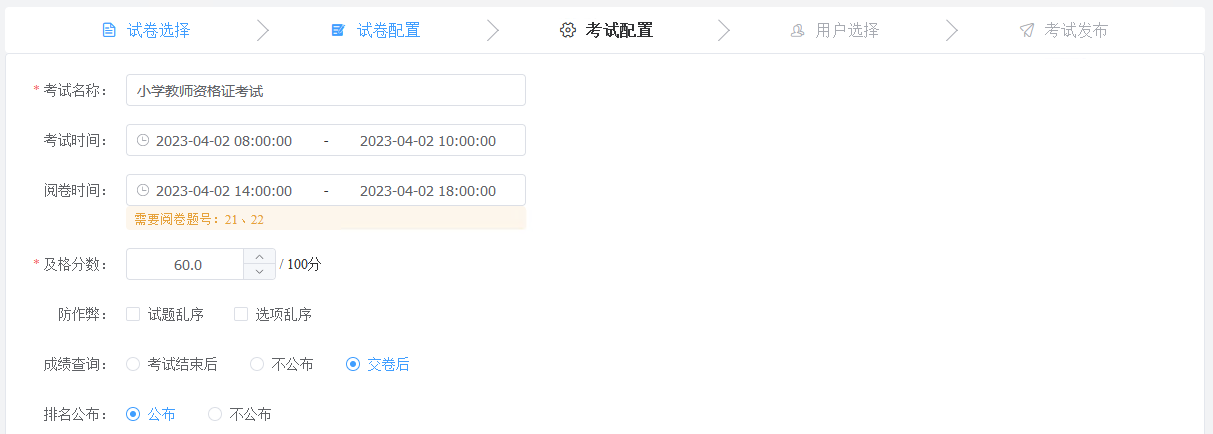 试卷选择 试卷配置 考试配置 用户选择 考试发布
* 考试名称： 小学教师资格证考试
考试时间： 2023-04-02 08:00:00 - 2023-04-02 10:00:00
阅卷时间： 2023-04-02 14:00:00 - 2023-04-02 18:00:00
需要阅卷题号：21、22
* 及格分数： 60.0 / 100分
防作弊： 试题乱序 选项乱序
成绩查询： 考试结束后 不公布 交卷后
排名公布： 公布 不公布